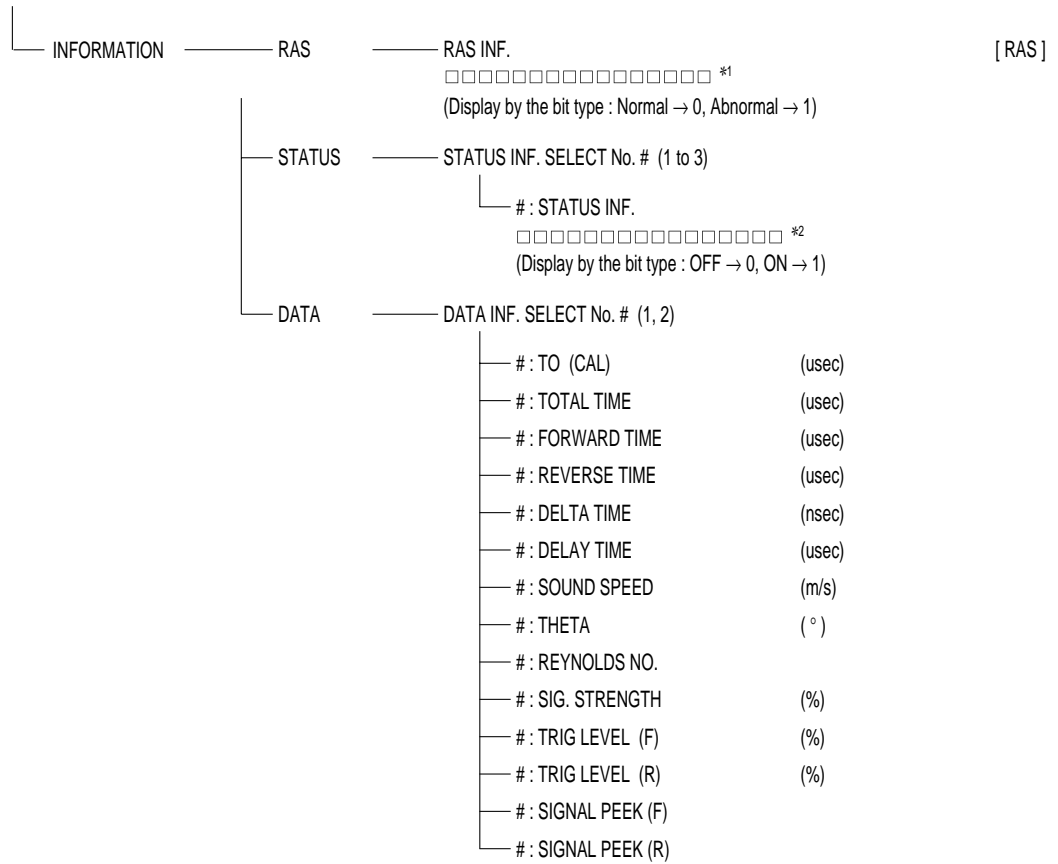 INFORMATION RAS RAS INF. [ RAS ]
□□□□□□□□□□□□□□□□ *1
(Display by the bit type : Normal → 0, Abnormal → 1)
STATUS STATUS INF. SELECT No. # (1 to 3)
# : STATUS INF.
□□□□□□□□□□□□□□□□ *2
(Display by the bit type : OFF → 0, ON → 1)
DATA DATA INF. SELECT No. # (1, 2)
# : TO (CAL) (usec)
# : TOTAL TIME (usec)
# : FORWARD TIME (usec)
# : REVERSE TIME (usec)
# : DELTA TIME (nsec)
# : DELAY TIME (usec)
# : SOUND SPEED (m/s)
# : THETA ( ° )
# : REYNOLDS NO.
# : SIG. STRENGTH (%)
# : TRIG LEVEL (F) (%)
# : TRIG LEVEL (R) (%)
# : SIGNAL PEEK (F)
# : SIGNAL PEEK (R)